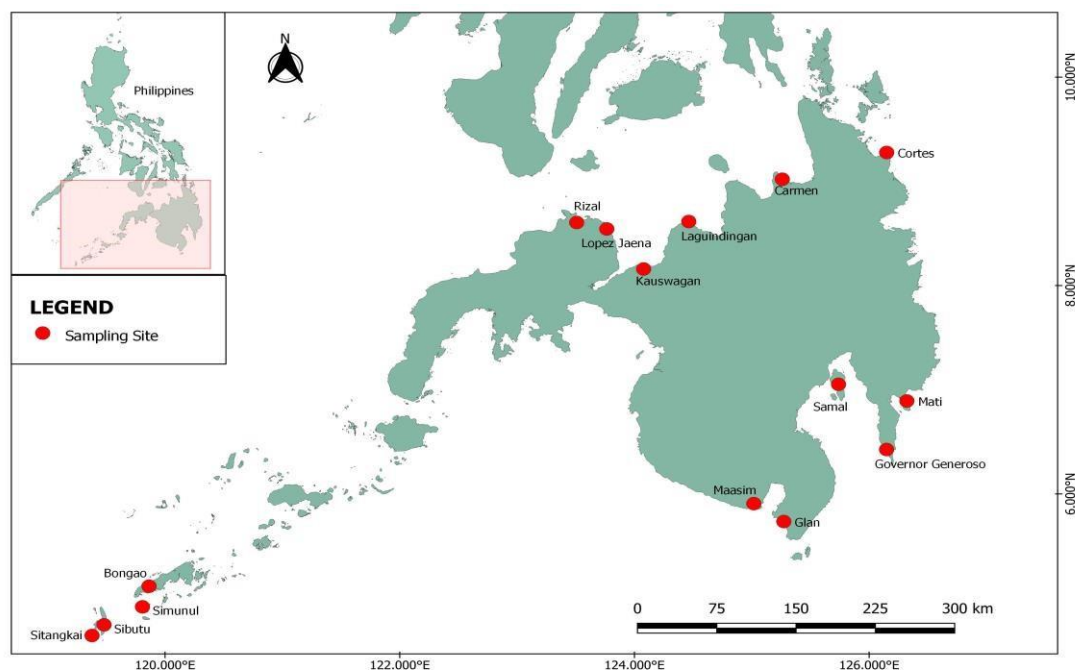 Philippines
N
LEGEND
Sampling Site
10.000°N
8.000°N
6.000°N
Cortes
Carmen
Rizal
Lopez Jaena
Laguindingan
Kauswagan
Samal
Mati
Governor Generoso
Maasim
Glan
Bongao
Simunul
Sibutu
Sitangkai
0 75 150 225 300 km
120.000°E 122.000°E 124.000°E 126.000°E